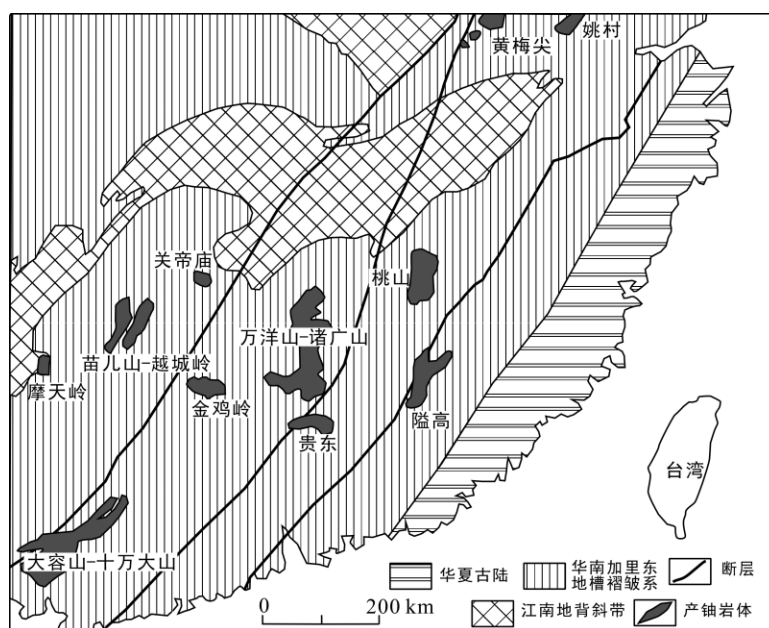 黄梅尖
姚村
关帝庙
桃山
万洋山-诸广山
苗儿山-越城岭
摩天岭
金鸡岭
贵东
隘高
台湾
大容山-十万大山
华夏古陆
华南加里东
地槽褶皱系
断层
0 200 km
江南地背斜带
产铀岩体